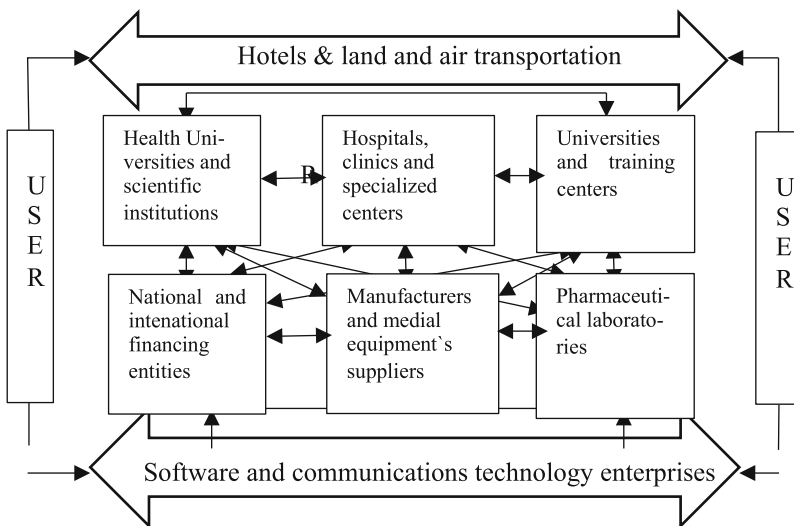 Hotels & land and air transportation
Health Uni-
versities and
scientific
institutions
R
Hospitals,
clinics and
specialized
centers
Universities
and training
centers
U
S
E
R
U
S
E
R
National and
intenational
financing
entities
Manufacturers
and medial
equipment`s
suppliers
Pharmaceuti-
cal laborato-
ries
Software and communications technology enterprises